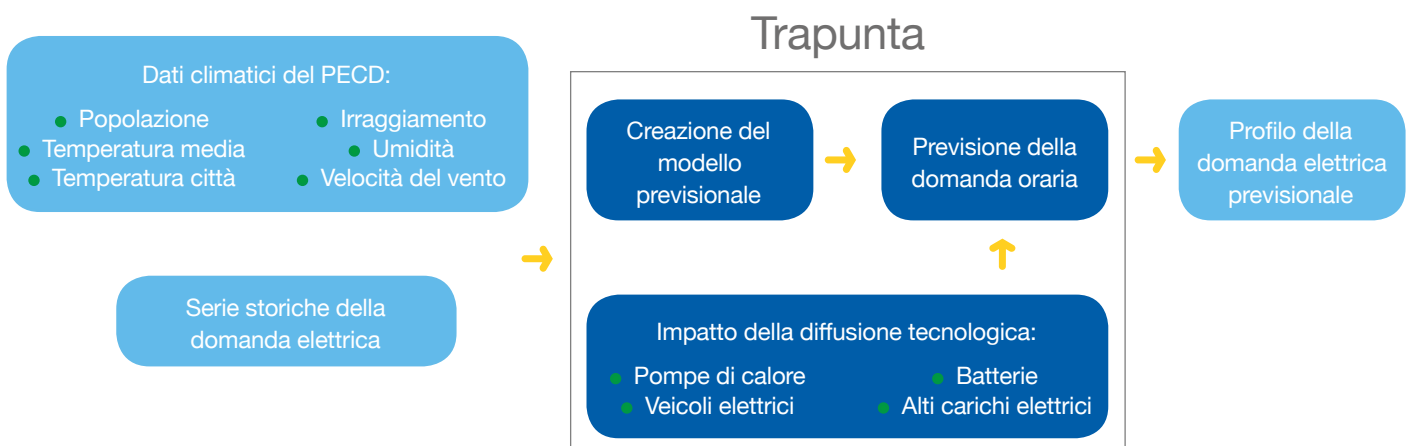 Trapunta
Dati climatici del PECD:
Popolazione
Temperatura media
Temperatura città
Irraggiamento
Umidità
Velocità del vento
Serie storiche della
domanda elettrica
Creazione del
modello
previsionale
Previsione della
domanda oraria
Impatto della diffusione tecnologica:
Pompe di calore
Veicoli elettrici
Batterie
Alti carichi elettrici
Profilo della
domanda elettrica
previsionale